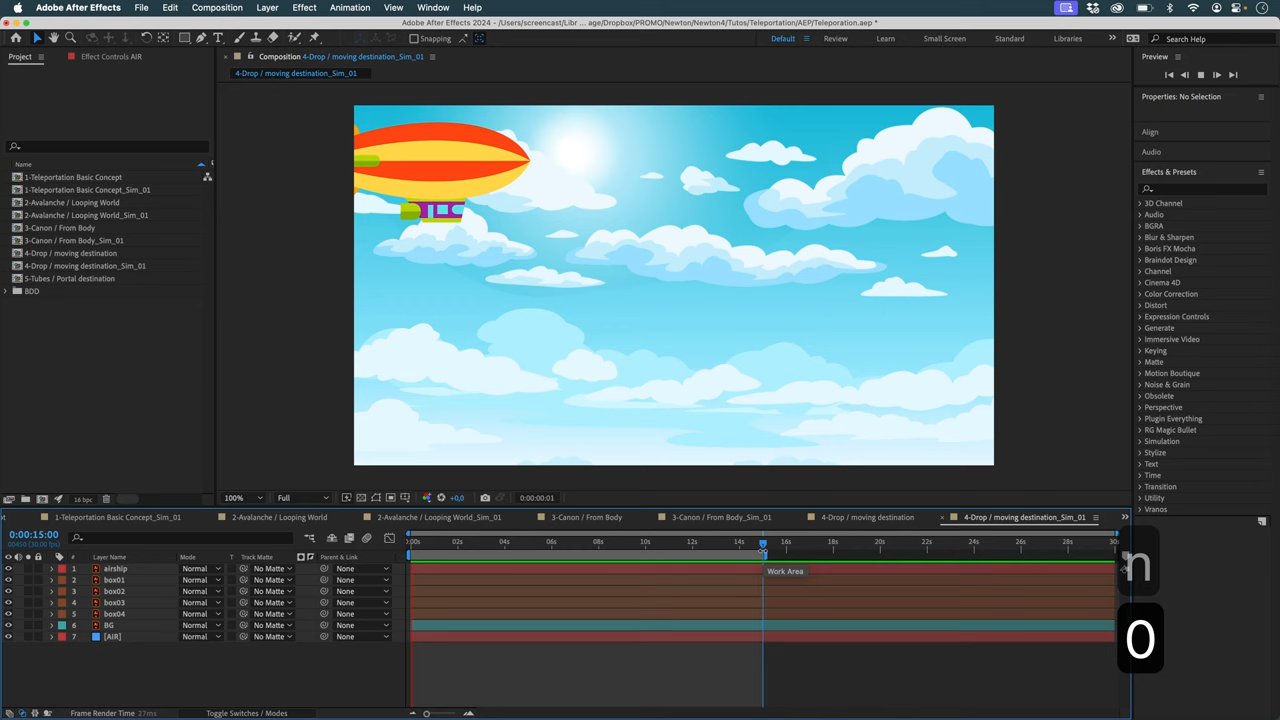 Adobe After Effects File Edit Composition Layer Effect Animation View Window Help
Adobe After Effects 2024 - /Users/screencast/Libr ... age/Dropbox/PROMO/Newton/Newton4/Tutos/Teleportation/AEP/Teleporation.aep *
Snapping Default Review Learn Small Screen Standard Libraries Search Help
Project Effect Controls AIR Composition 4-Drop / moving destination_Sim_01 Preview
4-Drop / moving destination_Sim_01
Properties: No Selection
Align
Audio
Effects & Presets
Name
1-Teleportation Basic Concept
1-Teleportation Basic Concept_Sim_01
2-Avalanche / Looping World
2-Avalanche / Looping World_Sim_01
3-Canon / From Body
3-Canon / From Body_Sim_01
4-Drop / moving destination
4-Drop / moving destination_Sim_01
5-Tubes / Portal destination
BDD
3D Channel
Audio
BGRA
Blur & Sharpen
Boris FX Mocha
Braindot Design
Channel
Cinema 4D
Color Correction
Distort
Expression Controls
Generate
Immersive Video
Keying
Matte
Motion Boutique
Noise & Grain
Obsolete
Perspective
Plugin Everything
RG Magic Bullet
Simulation
Stylize
Text
Time
Transition
Utility
Vranos
16 bpc 100% Full +0,0 0:00:00:01
1-Teleportation Basic Concept_Sim_01 2-Avalanche / Looping World 2-Avalanche / Looping World_Sim_01 3-Canon / From Body 3-Canon / From Body_Sim_01 4-Drop / moving destination 4-Drop / moving destination_Sim_01
0:00:15:00
00450 (30.00 fps)
:00s 02s 04s 06s 08s 10s 12s 14s 16s 18s 20s 22s 24s 26s 28s 30s
# Layer Name Mode T Track Matte Parent & Link
1 airship Normal No Matte None
2 box01 Normal No Matte None
3 box02 Normal No Matte None
4 box03 Normal No Matte None
5 box04 Normal No Matte None
6 BG Normal No Matte None
7 [AIR] Normal No Matte None
Work Area
n
0
Frame Render Time 27ms Toggle Switches / Modes